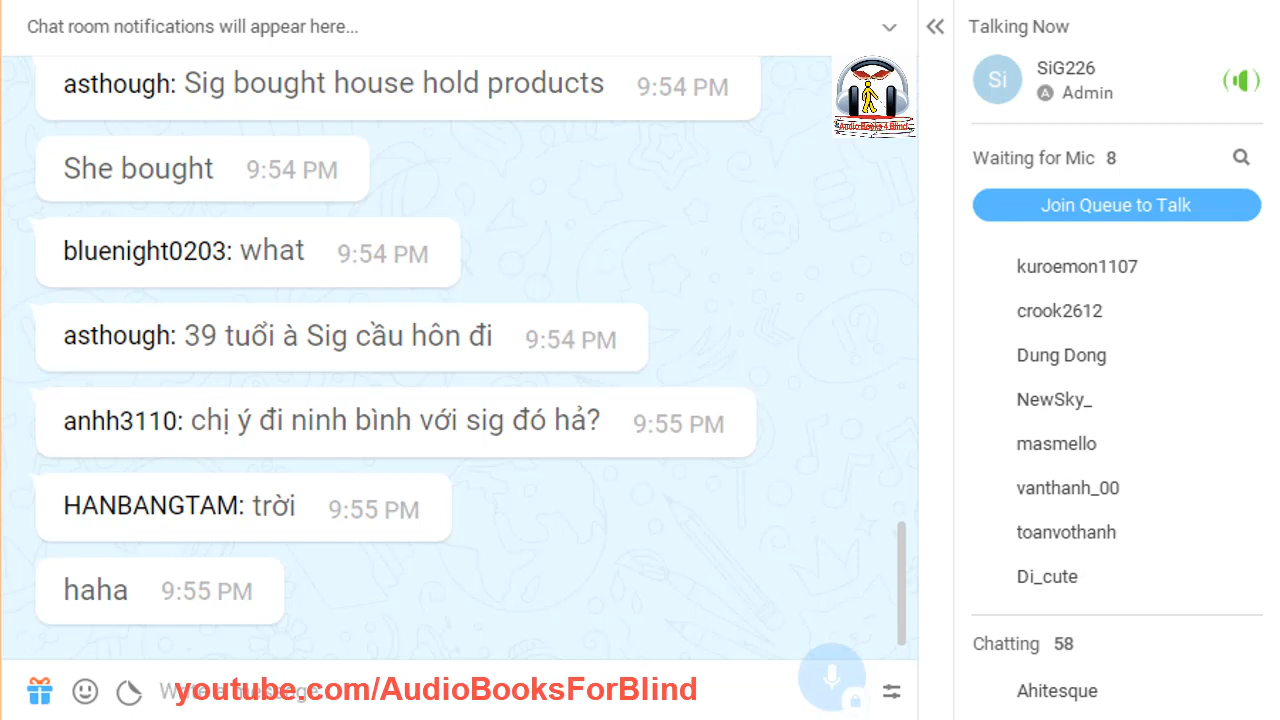 Chat room notifications will appear here...
asthough: Sig bought house hold products 9:54 PM
She bought 9:54 PM
bluenight0203: what 9:54 PM
asthough: 39 tuổi à Sig cầu hôn đi 9:54 PM
anhh3110: chị ý đi ninh bình với sig đó hả? 9:55 PM
HANBANGTAM: trời 9:55 PM
haha 9:55 PM
youtube.com/AudioBooksForBlind
Audio Books 4 Blind
Talking Now
Si
SiG226
A Admin
Waiting for Mic 8
Join Queue to Talk
kuroemon1107
crook2612
Dung Dong
NewSky_
masmello
vanthanh_00
toanvothanh
Di_cute
Chatting 58
Ahitesque